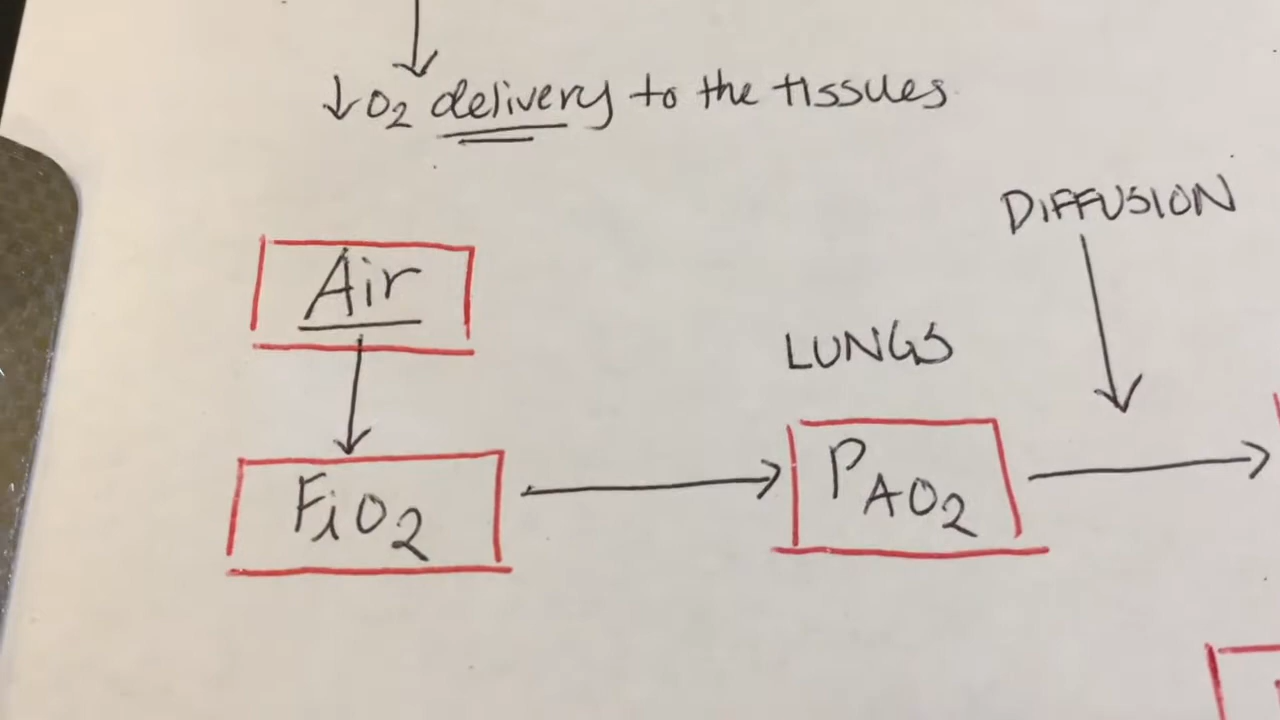 ↓O₂ delivery to the tissues
DIFFUSION
Air
LUNGS
FiO₂
PAO₂